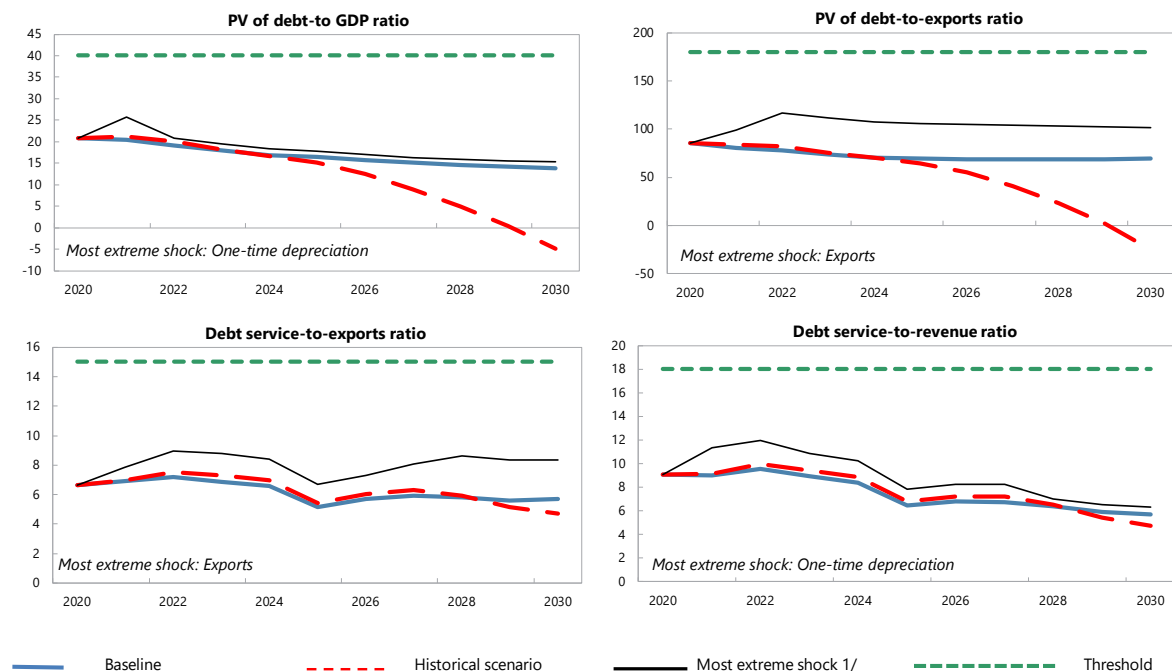 PV of debt-to GDP ratio
45
40
35
30
25
20
15
10
5
0
-5
-10
Most extreme shock: One-time depreciation
2020 2022 2024 2026 2028 2030
PV of debt-to-exports ratio
200
150
100
50
0
-50
Most extreme shock: Exports
2020 2022 2024 2026 2028 2030
Debt service-to-exports ratio
16
14
12
10
8
6
4
2
0
Most extreme shock: Exports
2020 2022 2024 2026 2028 2030
Debt service-to-revenue ratio
20
18
16
14
12
10
8
6
4
2
0
Most extreme shock: One-time depreciation
2020 2022 2024 2026 2028 2030
Baseline Historical scenario Most extreme shock 1/ Threshold